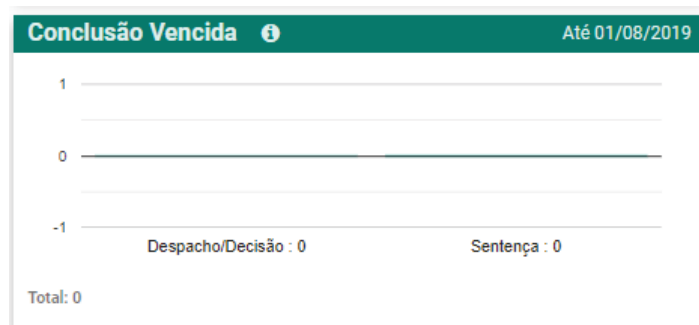 Conclusão Vencida Até 01/08/2019
1
0
-1
Despacho/Decisão : 0 Sentença : 0
Total: 0